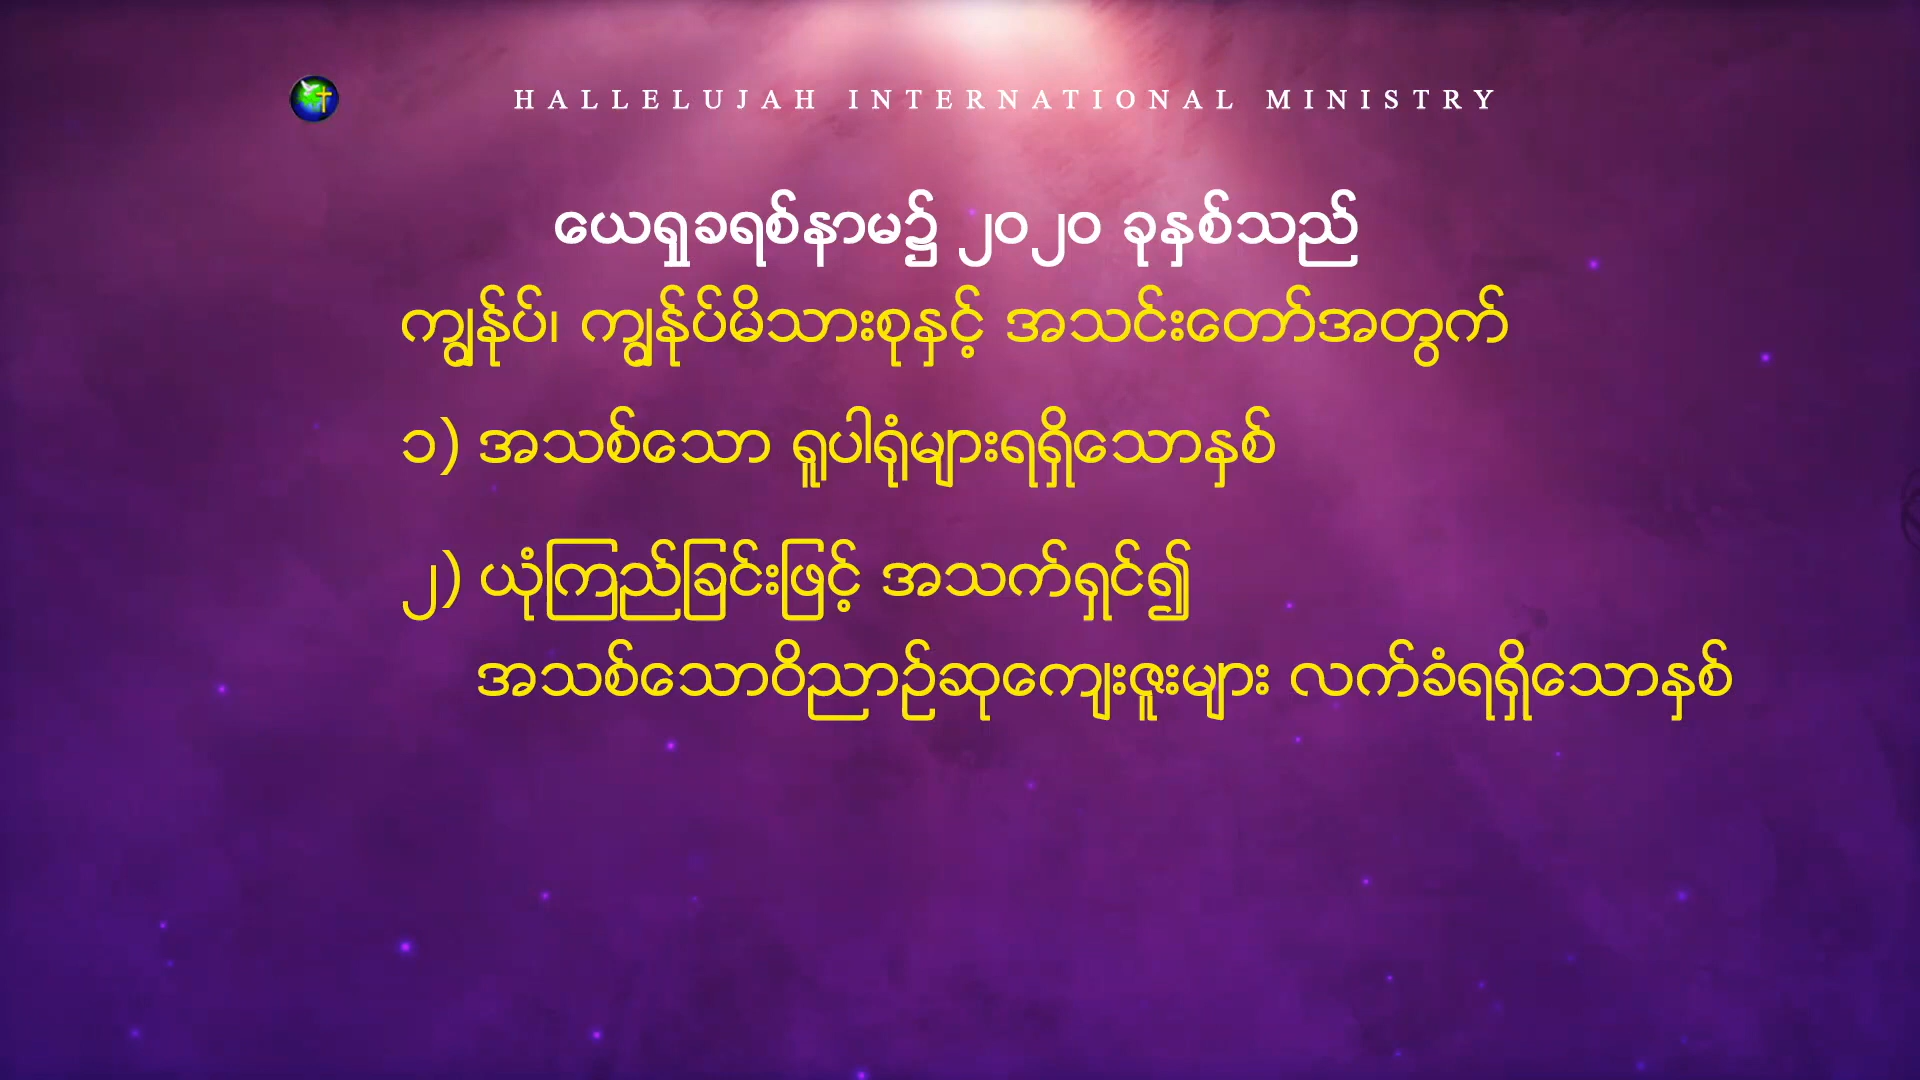 HALLELUJAH INTERNATIONAL MINISTRY
ယေရှုခရစ်နာမ၌ ၂၀၂၀ ခုနှစ်သည်
ကျွန်ုပ်၊ ကျွန်ုပ်မိသားစုနှင့် အသင်းတော်အတွက်
၁) အသစ်သော ရူပါရုံများရရှိသောနှစ်
၂) ယုံကြည်ခြင်းဖြင့် အသက်ရှင်၍
အသစ်သောဝိညာဉ်ဆုကျေးဇူးများ လက်ခံရရှိသောနှစ်